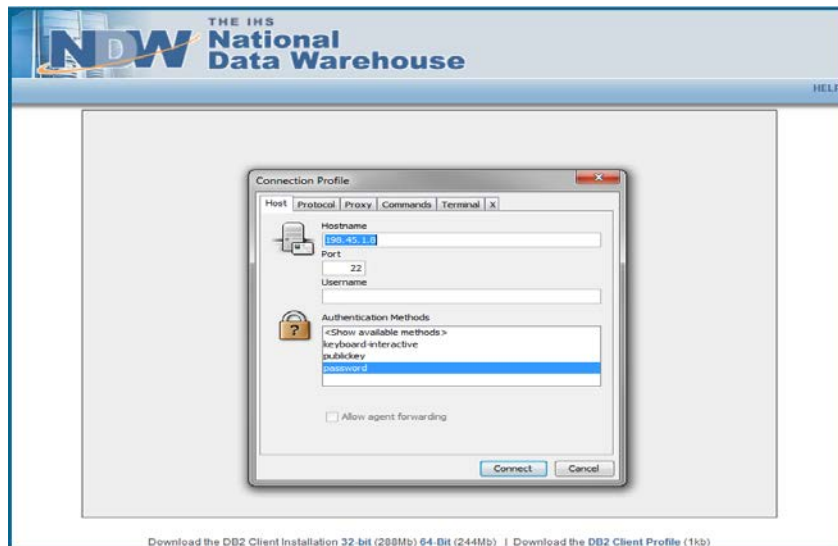 THE IHS
NDW National
Data Warehouse
HELP
Connection Profile
Host Protocol Proxy Commands Terminal X
Hostname
198.45.1.8
Port
22
Username
Authentication Methods
<Show available methods>
keyboard-interactive
publickey
password
Allow agent forwarding
Connect Cancel
Download the DB2 Client Installation 32-bit (288Mb) 64-Bit (244Mb) | Download the DB2 Client Profile (1kb)